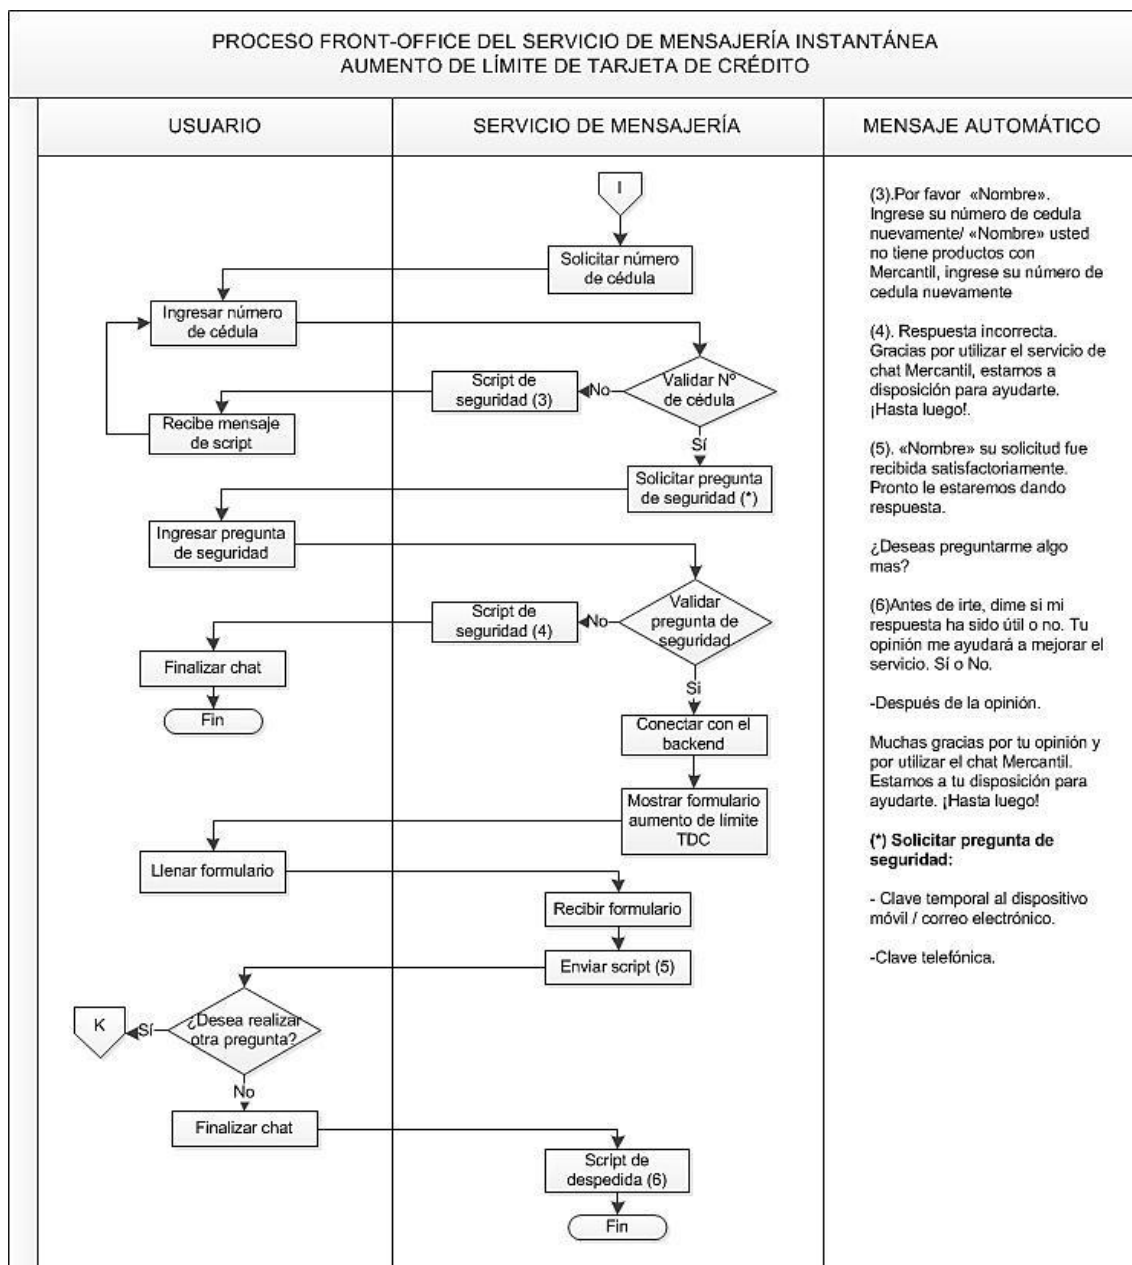 PROCESO FRONT-OFFICE DEL SERVICIO DE MENSAJERÍA INSTANTÁNEA
AUMENTO DE LÍMITE DE TARJETA DE CRÉDITO
USUARIO
SERVICIO DE MENSAJERÍA
MENSAJE AUTOMÁTICO
I
Solicitar número
de cédula
Ingresar número
de cédula
Validar Nº
de cédula
No
Script de
seguridad (3)
Recibe mensaje
de script
Sí
Solicitar pregunta
de seguridad (*)
Ingresar pregunta
de seguridad
Validar
pregunta de
seguridad
No
Script de
seguridad (4)
Finalizar chat
Fin
Si
Conectar con el
backend
Mostrar formulario
aumento de límite
TDC
Llenar formulario
Recibir formulario
Enviar script (5)
¿Desea realizar
otra pregunta?
Sí
K
No
Finalizar chat
Script de
despedida (6)
Fin
(3).Por favor «Nombre».
Ingrese su número de cedula
nuevamente/ «Nombre» usted
no tiene productos con
Mercantil, ingrese su número de
cedula nuevamente
(4). Respuesta incorrecta.
Gracias por utilizar el servicio de
chat Mercantil, estamos a
disposición para ayudarte.
¡Hasta luego!.
(5). «Nombre» su solicitud fue
recibida satisfactoriamente.
Pronto le estaremos dando
respuesta.
¿Deseas preguntarme algo
mas?
(6)Antes de irte, dime si mi
respuesta ha sido útil o no. Tu
opinión me ayudará a mejorar el
servicio. Sí o No.
-Después de la opinión.
Muchas gracias por tu opinión y
por utilizar el chat Mercantil.
Estamos a tu disposición para
ayudarte. ¡Hasta luego!
(*) Solicitar pregunta de
seguridad:
- Clave temporal al dispositivo
móvil / correo electrónico.
-Clave telefónica.